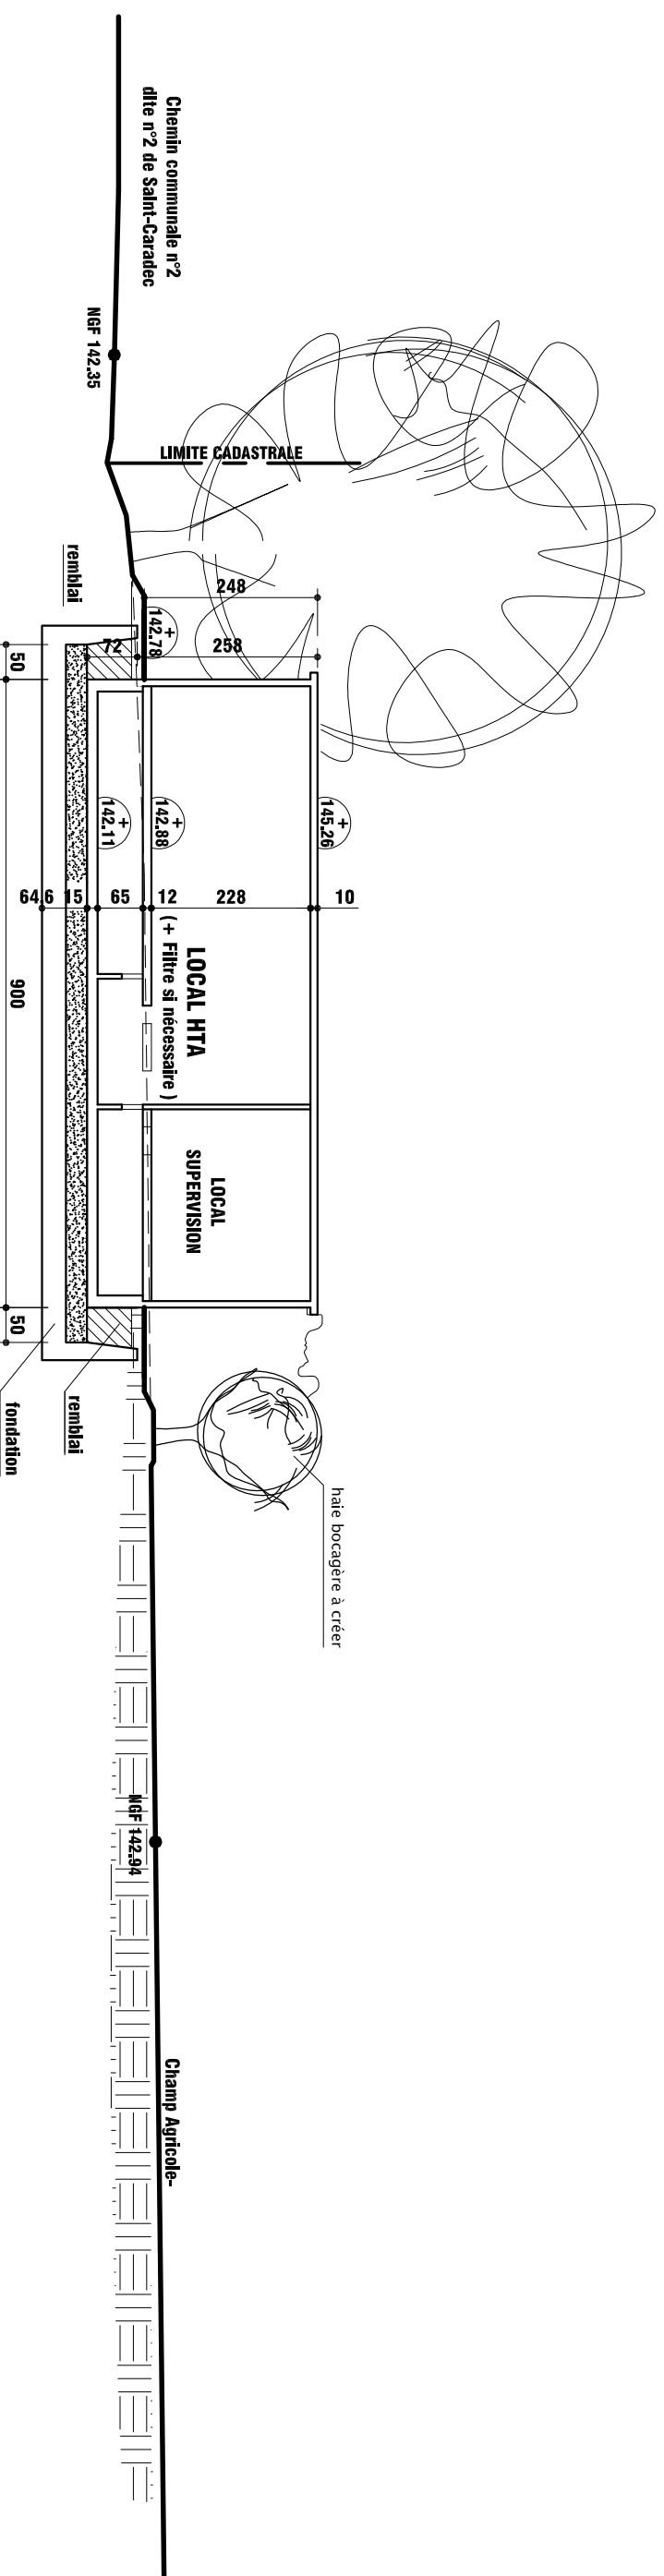 Chemin communale n°2
dite n°2 de Saint-Caradec
NGF 142.35
LIMITE CADASTRALE
remblai
248
258
72
+
142.78
50
+
145.26
+
142.88
+
142.11
64,6
15
65
12
228
10
900
LOCAL HTA
(+ Filtre si nécessaire )
LOCAL
SUPERVISION
50
remblai
fondation
haie bocagère à créer
NGF 142.94
Champ Agricole-